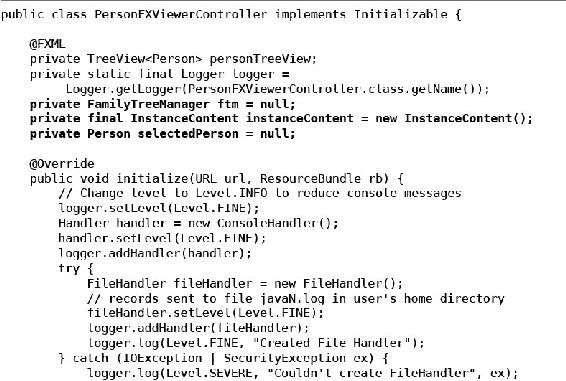 public class PersonFXViewerController implements Initializable {
@FXML
private TreeView<Person> personTreeView;
private static final Logger logger =
Logger.getLogger(PersonFXViewerController.class.getName());
private FamilyTreeManager ftm = null;
private final InstanceContent instanceContent = new InstanceContent();
private Person selectedPerson = null;
@Override
public void initialize(URL url, ResourceBundle rb) {
// Change level to Level.INFO to reduce console messages
logger.setLevel(Level.FINE);
Handler handler = new ConsoleHandler();
handler.setLevel(Level.FINE);
logger.addHandler(handler);
try {
FileHandler fileHandler = new FileHandler();
// records sent to file javaN.log in user's home directory
fileHandler.setLevel(Level.FINE);
logger.addHandler(fileHandler);
logger.log(Level.FINE, "Created File Handler");
} catch (IOException | SecurityException ex) {
logger.log(Level.SEVERE, "Couldn't create FileHandler", ex);